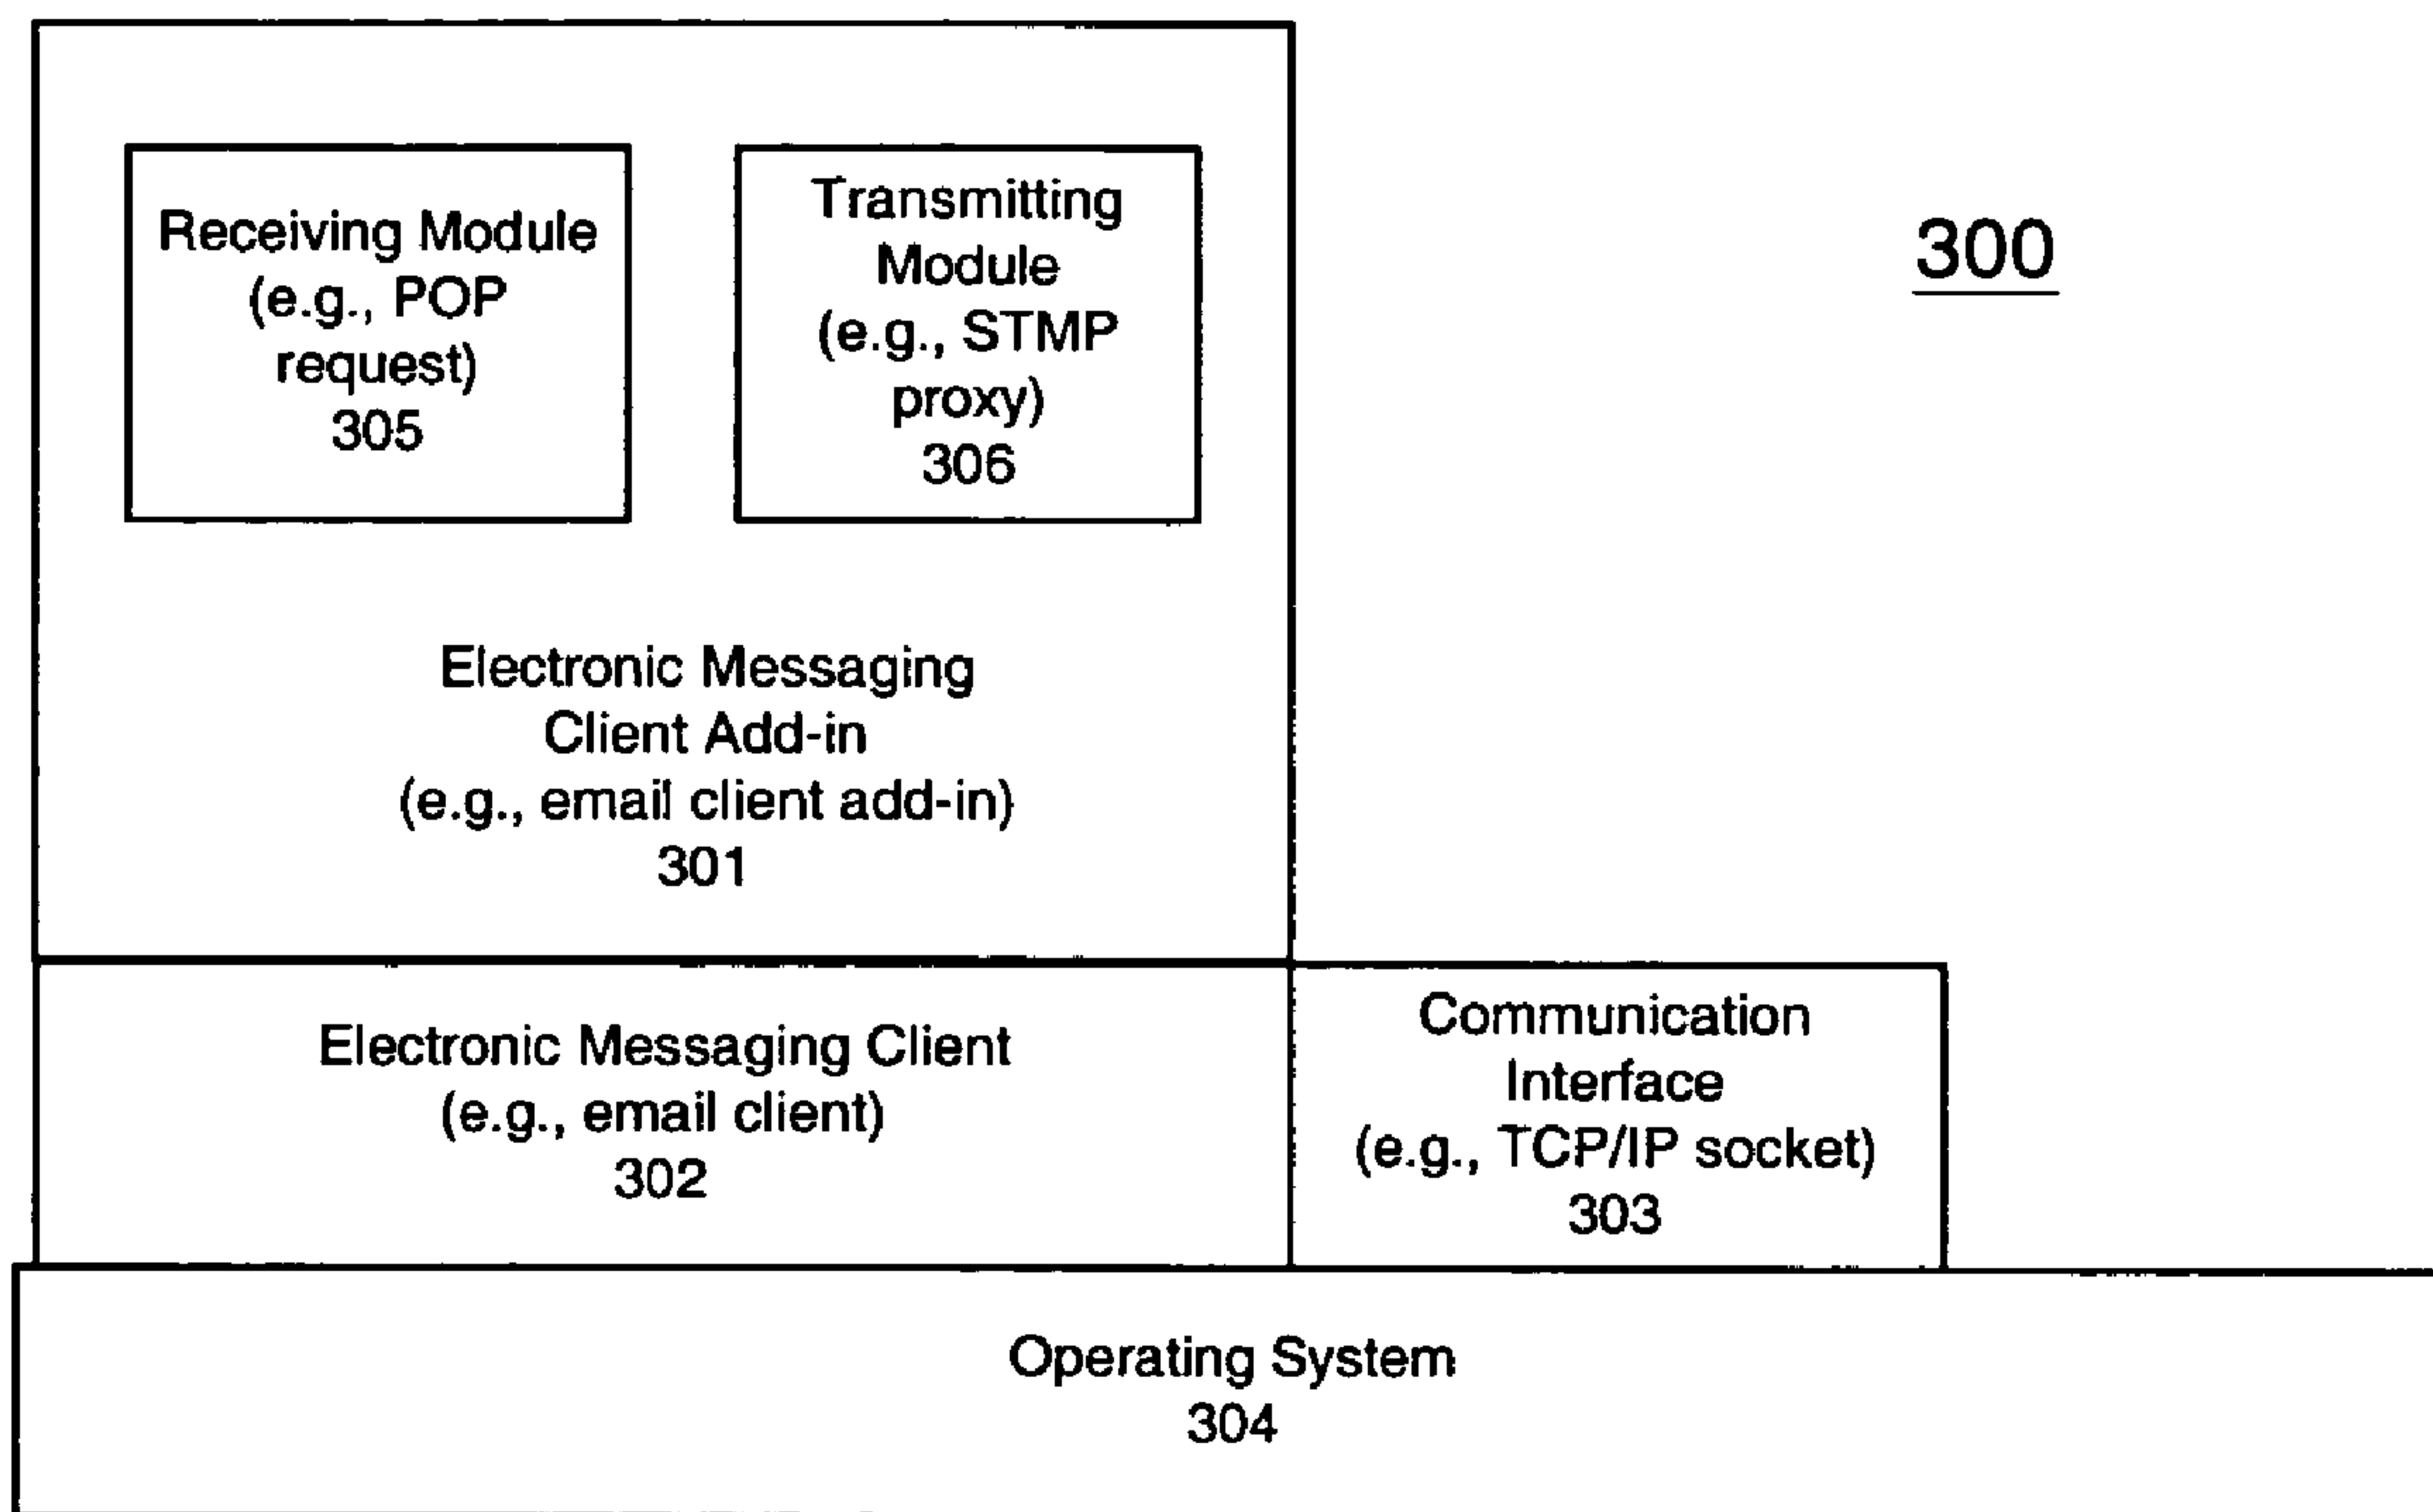 Receiving Module
(e.g., POP
request)
305
Transmitting
Module
(e.g., STMP
proxy)
306
300
Electronic Messaging
Client Add-in
(e.g., email client add-in)
301
Electronic Messaging Client
(e.g., email client)
302
Communication
Interface
(e.g., TCP/IP socket)
303
Operating System
304